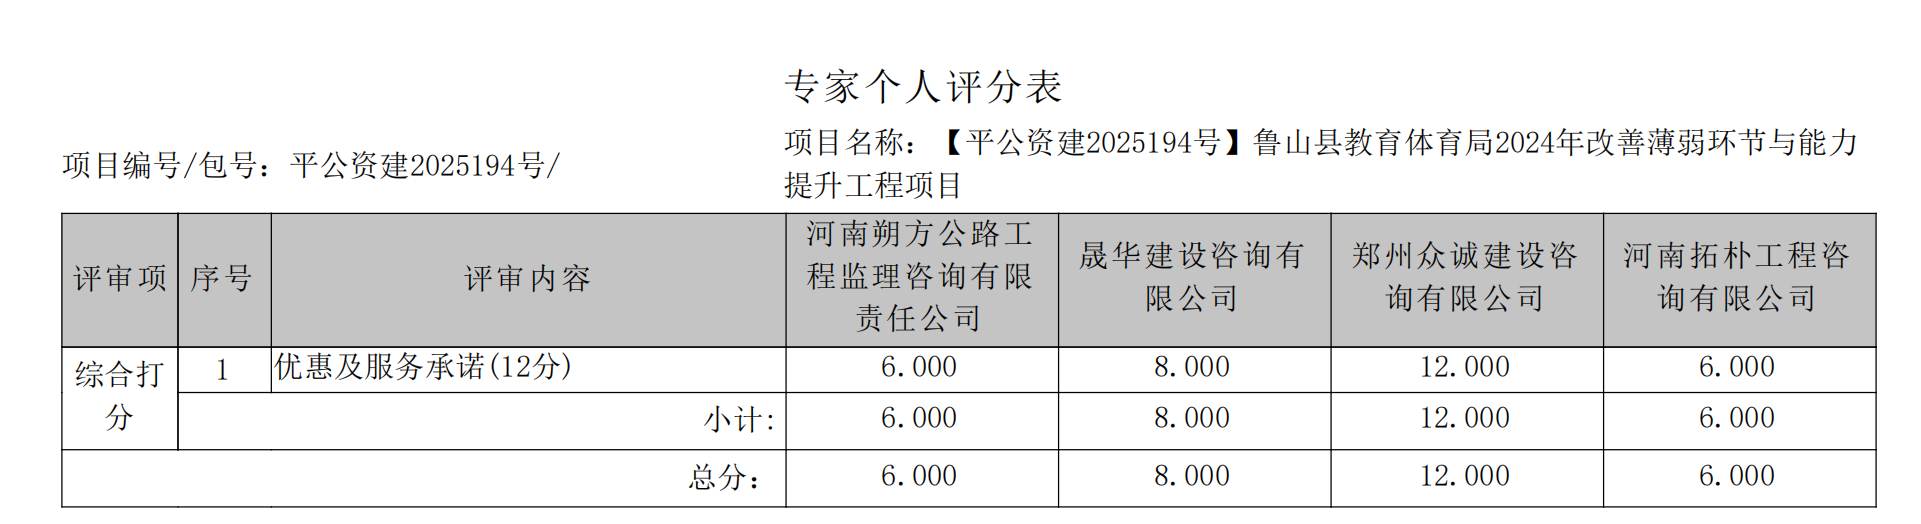 专家个人评分表
项目编号/包号：平公资建2025194号/
项目名称：【平公资建2025194号】鲁山县教育体育局2024年改善薄弱环节与能力
提升工程项目
评审项 序号 评审内容 河南朔方公路工程监理咨询有限责任公司 晟华建设咨询有限公司 郑州众诚建设咨询有限公司 河南拓朴工程咨询有限公司
综合打分 1 优惠及服务承诺(12分) 6.000 8.000 12.000 6.000
小计: 6.000 8.000 12.000 6.000
总分： 6.000 8.000 12.000 6.000